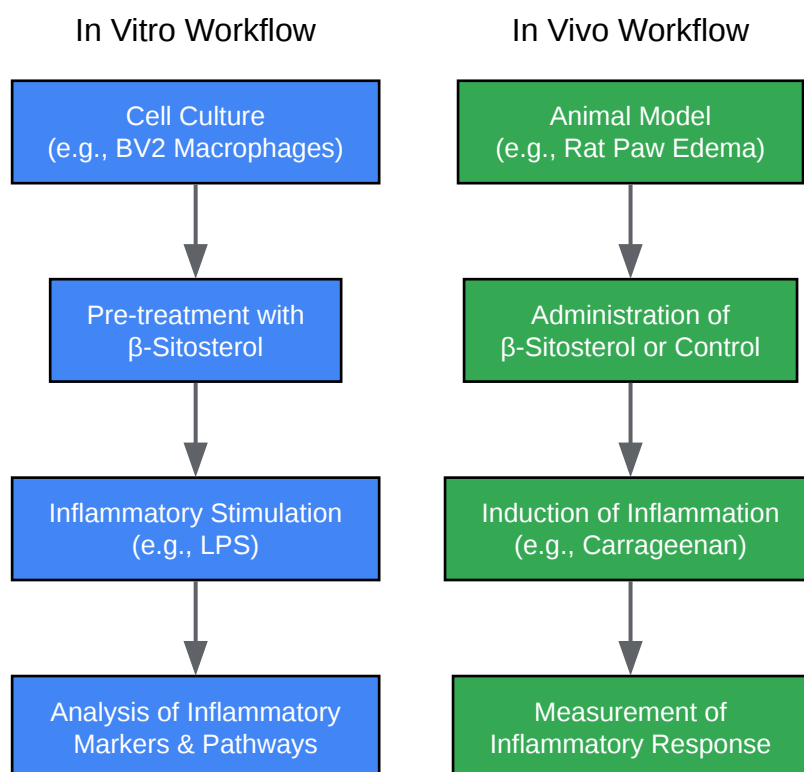 In Vitro Workflow
Cell Culture
(e.g., BV2 Macrophages)
Pre-treatment with
β-Sitosterol
Inflammatory Stimulation
(e.g., LPS)
Analysis of Inflammatory
Markers & Pathways
In Vivo Workflow
Animal Model
(e.g., Rat Paw Edema)
Administration of
β-Sitosterol or Control
Induction of Inflammation
(e.g., Carrageenan)
Measurement of
Inflammatory Response